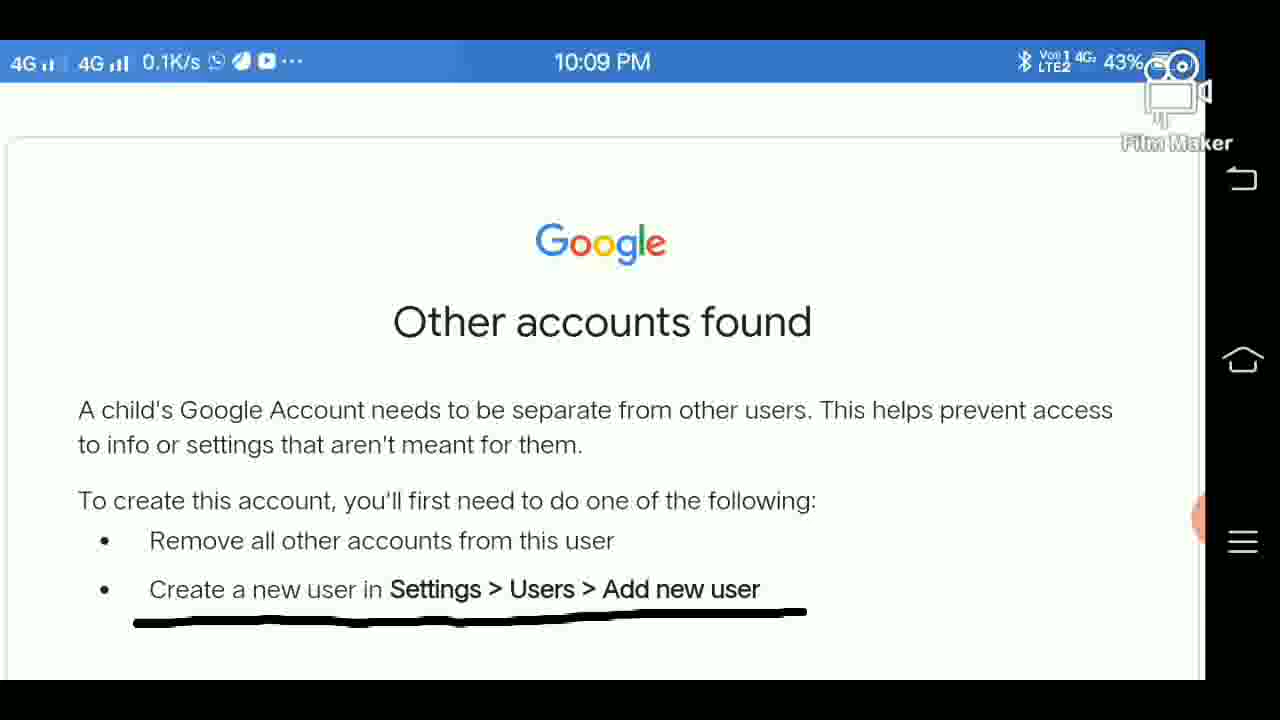 4G 4G 0.1K/s 10:09 PM LTE2 4G 43%
Film Maker
Google
Other accounts found
A child's Google Account needs to be separate from other users. This helps prevent access
to info or settings that aren't meant for them.
To create this account, you'll first need to do one of the following:
• Remove all other accounts from this user
• Create a new user in Settings > Users > Add new user